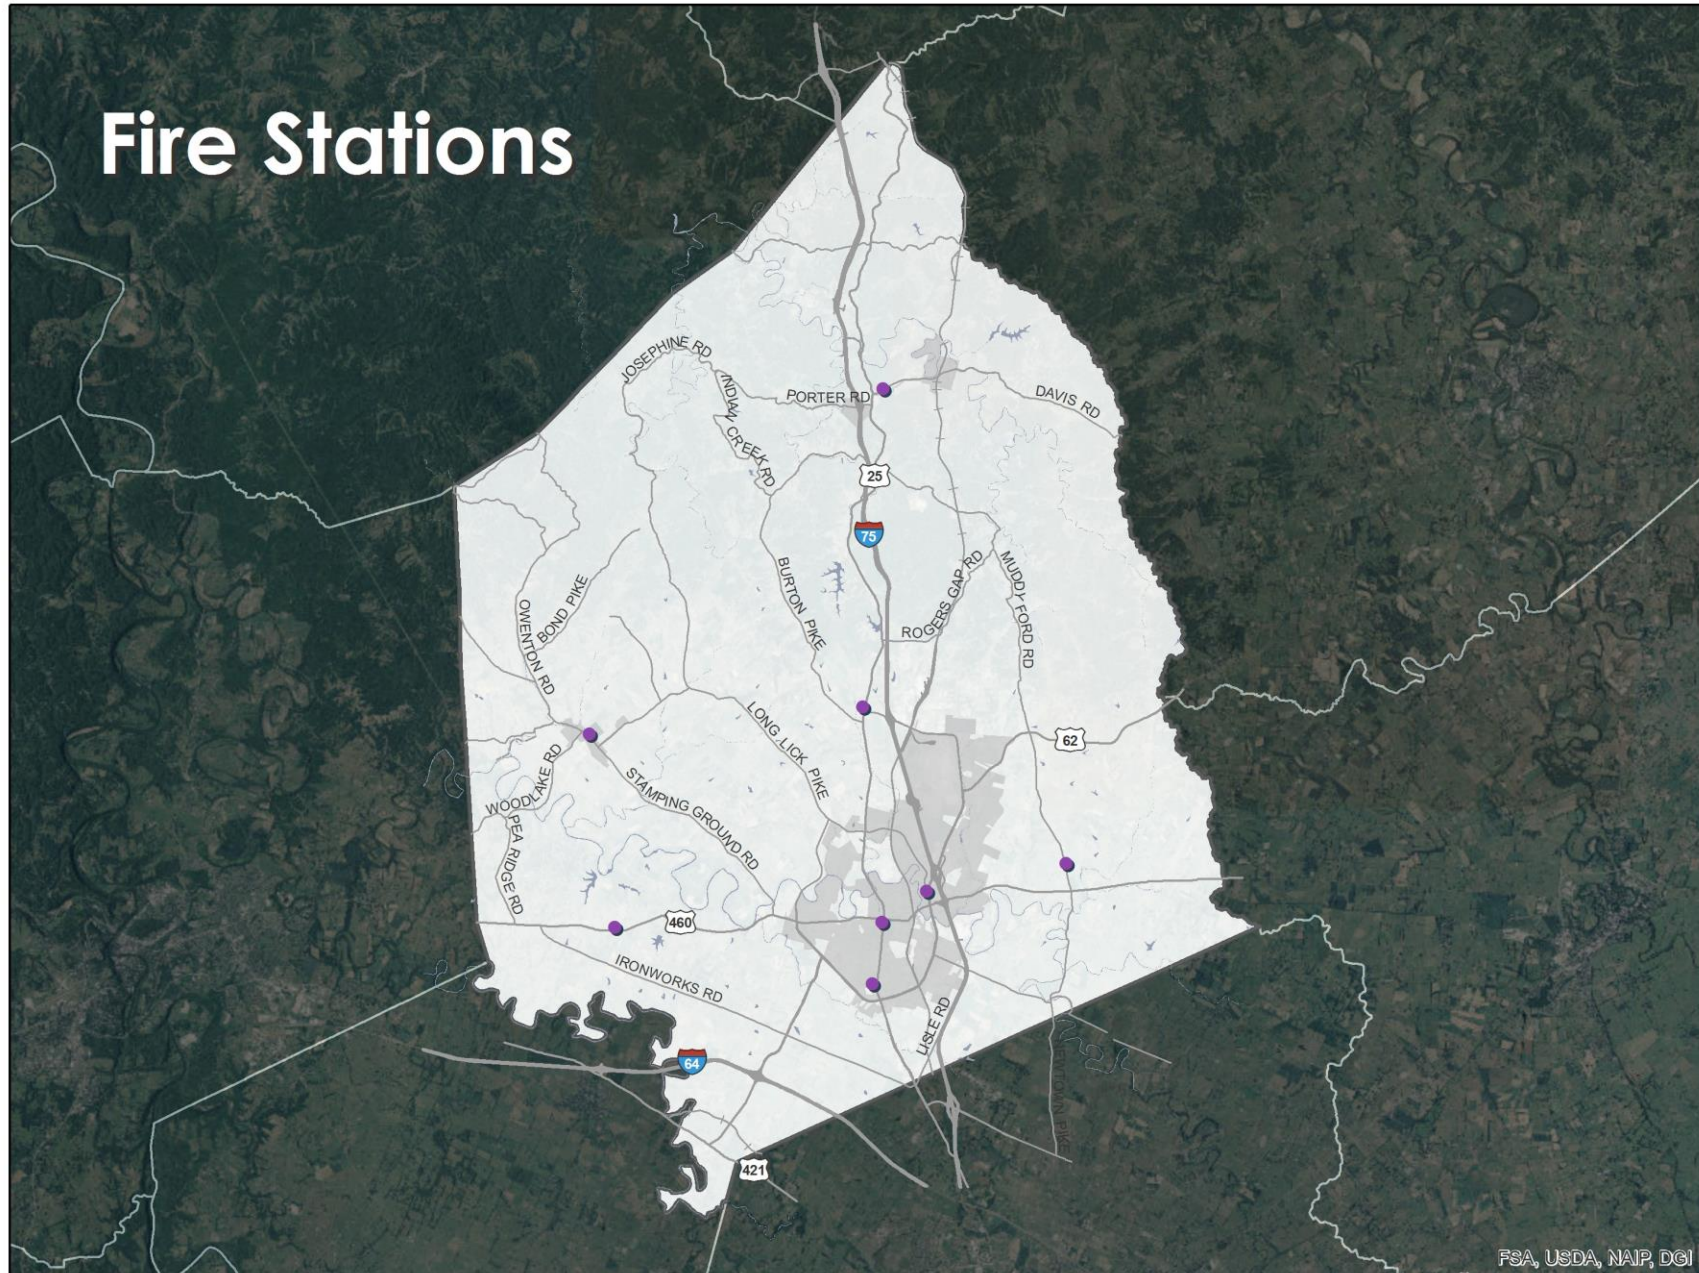 Fire Stations
JOSEPHINE RD
INDIAN CREEK RD
PORTER RD
DAVIS RD
25
75
BURTON PIKE
ROGERS GAP RD
MUDDY FORD RD
OWENTON RD
BOND PIKE
LONG LICK PIKE
62
WOODLAKE RD
STAMPING GROUND RD
PEA RIDGE RD
460
IRONWORKS RD
LISLE RD
64
421
FSA, USDA, NAIP, DGI